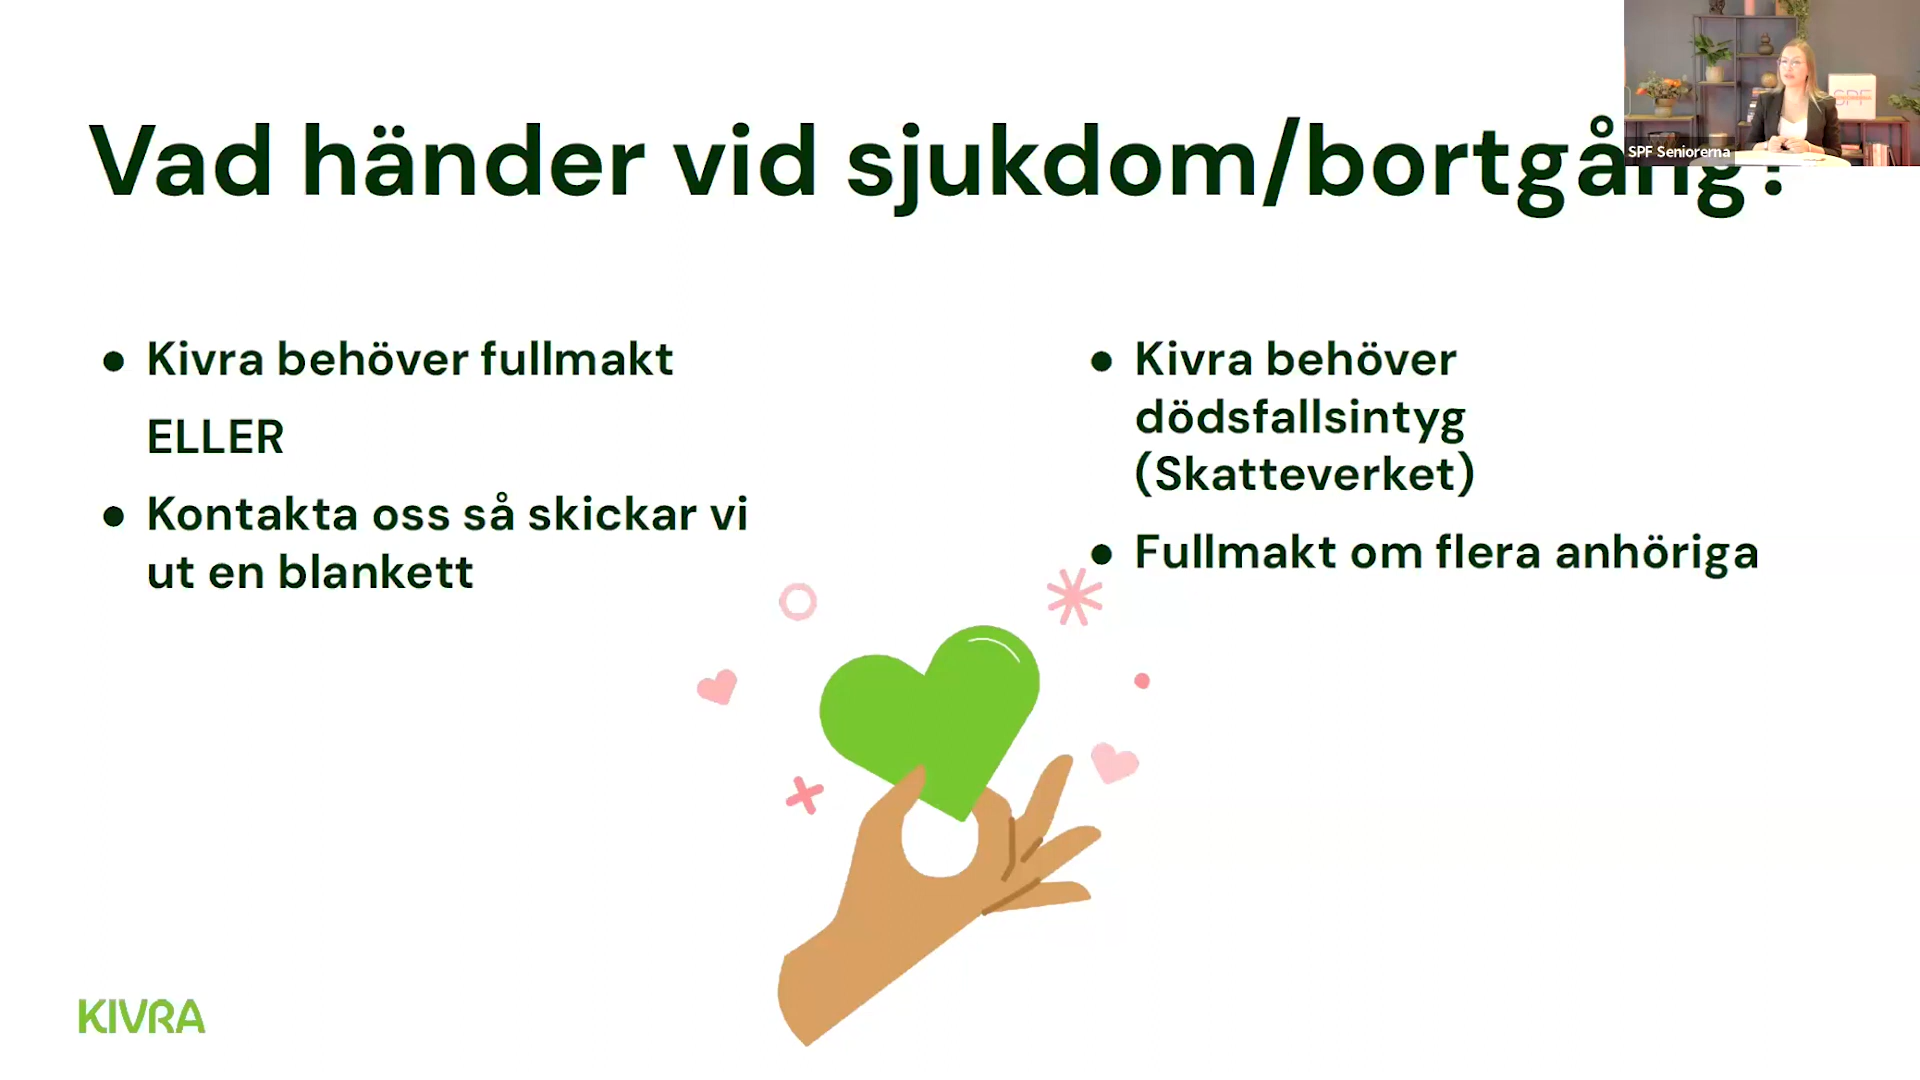 Vad händer vid sjukdom/bortgång?
SPF
SPF Seniorerna
● Kivra behöver fullmakt
ELLER
● Kontakta oss så skickar vi
ut en blankett
● Kivra behöver
dödsfallsintyg
(Skatteverket)
● Fullmakt om flera anhöriga
KIVRA